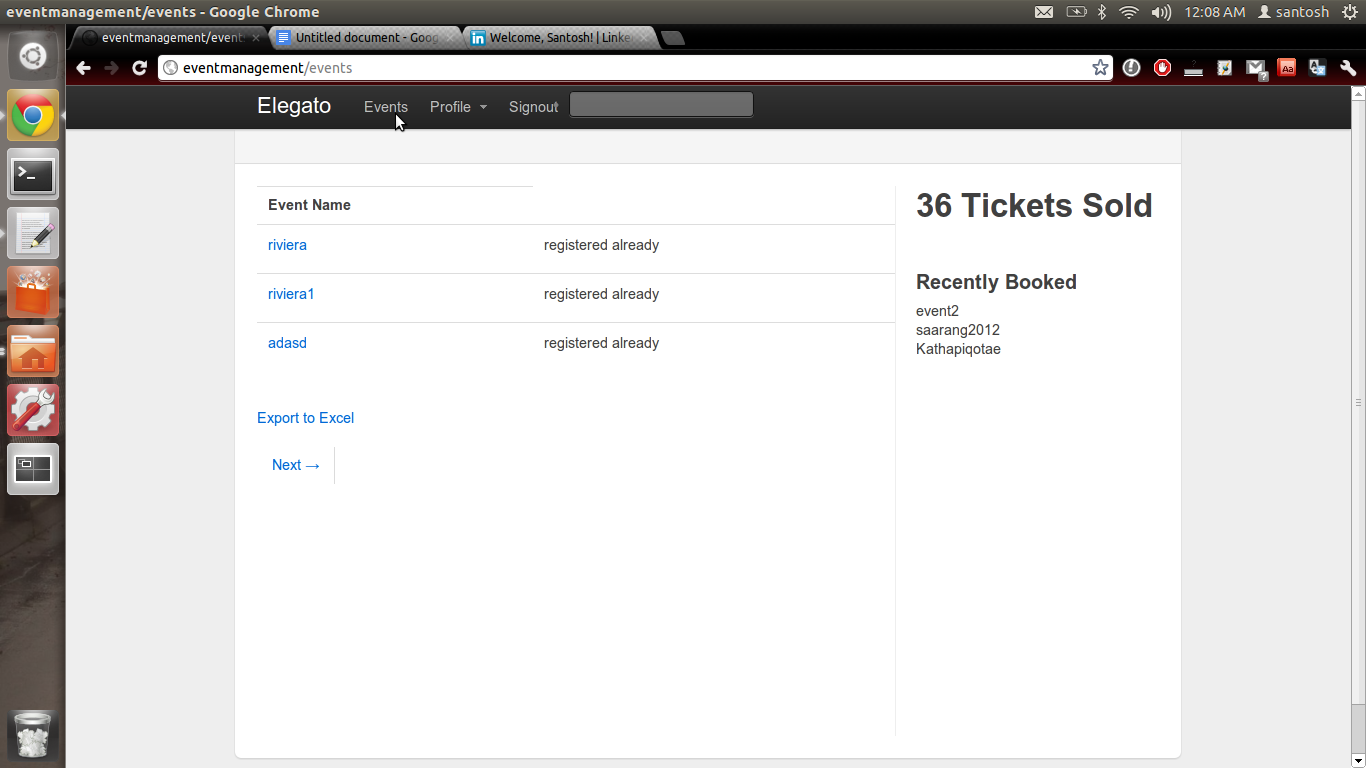 eventmanagement/events - Google Chrome
12:08 AM santosh
eventmanagement/event
Untitled document - Goog
Welcome, Santosh! | Linke
eventmanagement/events
Elegato Events Profile Signout
Event Name
riviera registered already
riviera1 registered already
adasd registered already
Export to Excel
Next →
36 Tickets Sold
Recently Booked
event2
saarang2012
Kathapiqotae